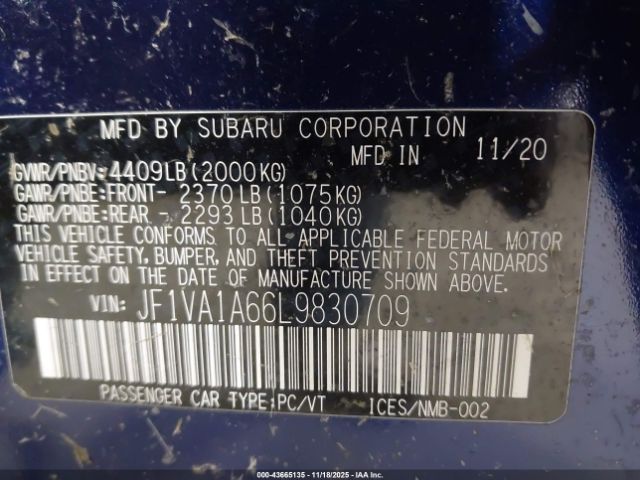 MFD BY SUBARU CORPORATION
MFD IN 11/20
GVWR/PNBV: 4409LB (2000KG)
GAWR/PNBE:FRONT- 2370 LB (1075KG)
GAWR/PNBE:REAR - 2293 LB (1040KG)
THIS VEHICLE CONFORMS TO ALL APPLICABLE FEDERAL MOTOR
VEHICLE SAFETY, BUMPER, AND THEFT PREVENTION STANDARDS
IN EFFECT ON THE DATE OF MANUFACTURE SHOWN ABOVE.
VIN: JF1VA1A66L9830709
PASSENGER CAR TYPE:PC/VT ICES/NMB-002
000-43665135 - 11/18/2025 - IAA Inc.